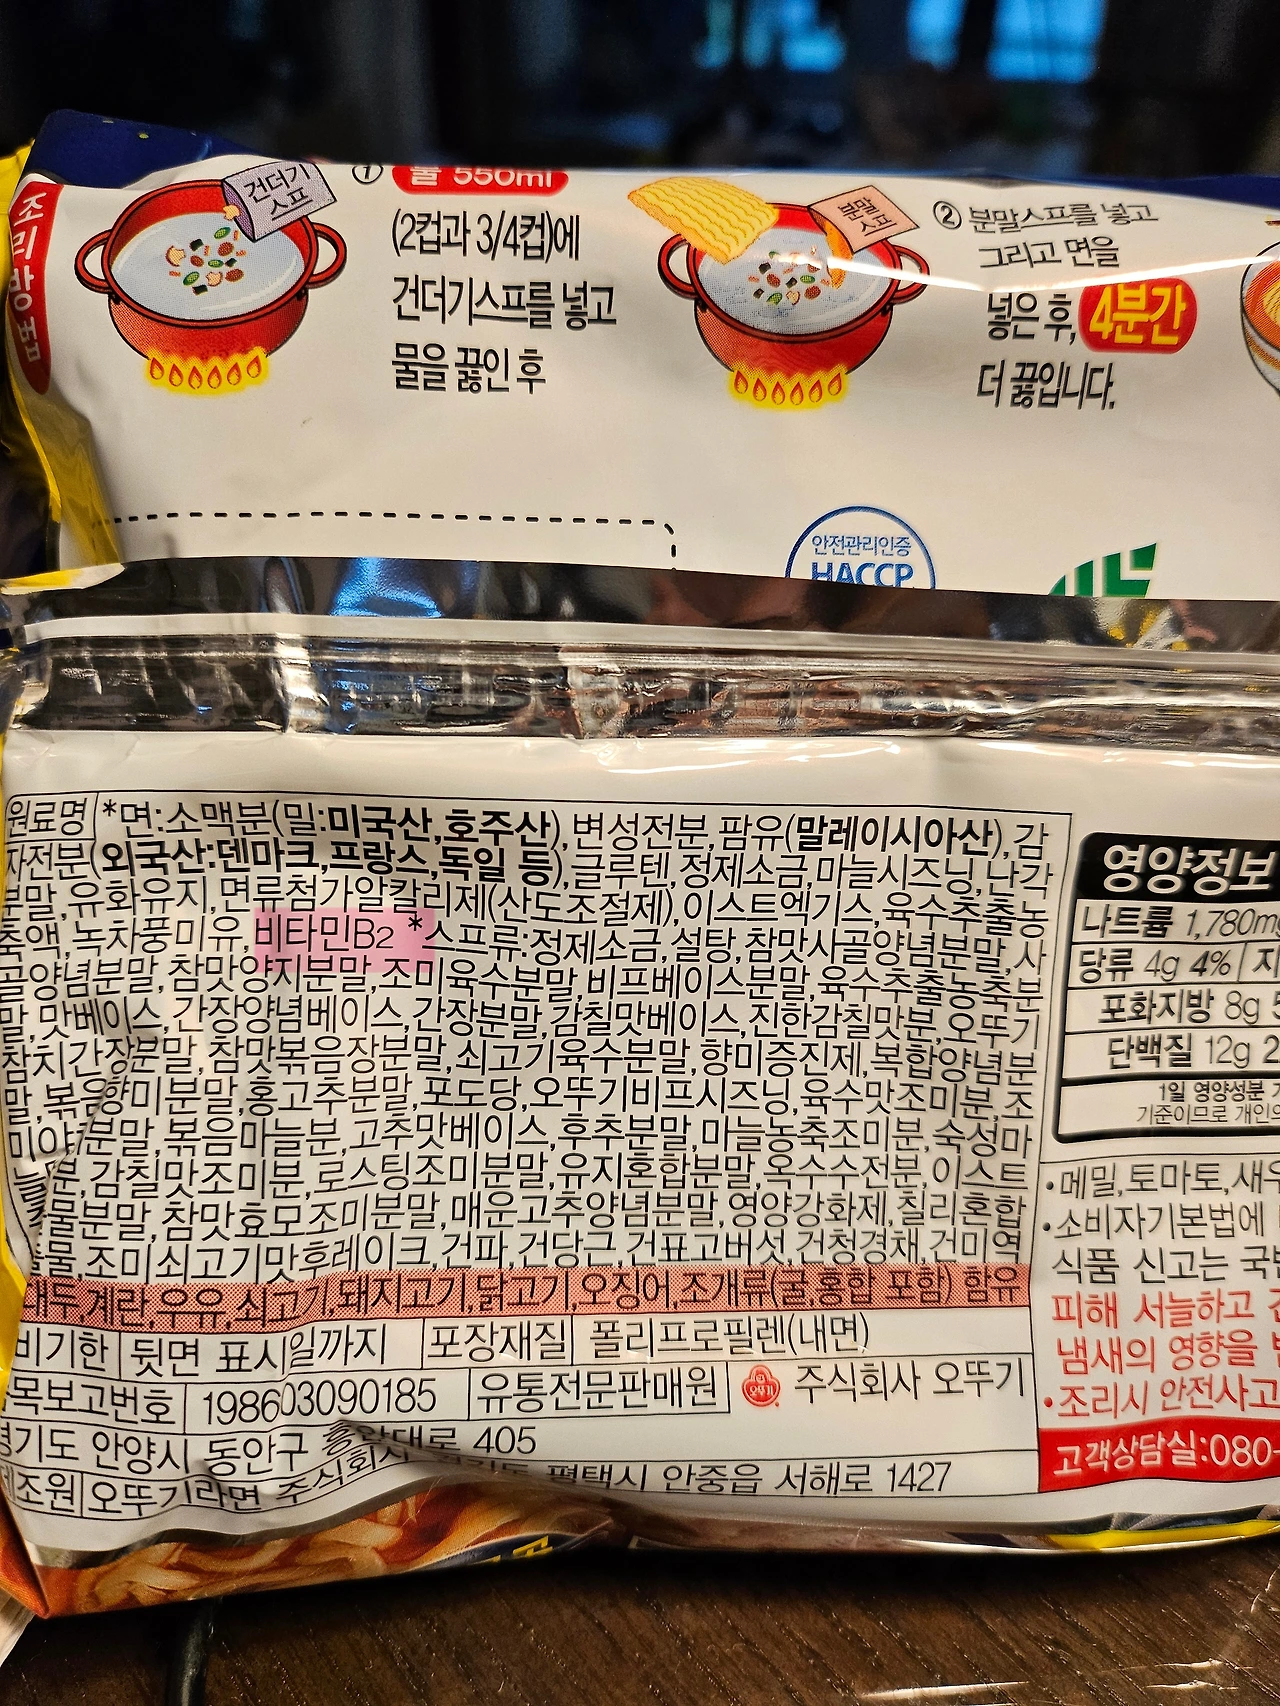 조리방법
건더기
스프
① 물 550ml
(2컵과 3/4컵)에
건더기스프를 넣고
물을 끓인 후
분말
스프
② 분말스프를 넣고
그리고 면을
넣은 후, 4분간
더 끓입니다.
안전관리인증
HACCP
원료명 *면:소맥분(밀:미국산,호주산),변성전분,팜유(말레이시아산),감
자전분(외국산:덴마크,프랑스,독일 등),글루텐,정제소금,마늘시즈닝,난각
분말,유화유지,면류첨가알칼리제(산도조절제),이스트엑기스,육수추출농
축액,녹차풍미유,비타민B2 *스프류:정제소금,설탕,참맛사골양념분말,사
골양념분말,참맛양지분말,조미육수분말,비프베이스분말,육수추출농축분
말,맛베이스,간장양념베이스,간장분말,감칠맛베이스,진한감칠맛분,오뚜기
참치간장분말,참맛볶음장분말,쇠고기육수분말,향미증진제,복합양념분
말,볶음향미분말,홍고추분말,포도당,오뚜기비프시즈닝,육수맛조미분,조
미야채분말,볶음마늘분,고추맛베이스,후추분말,마늘농축조미분,숙성마
늘분,감칠맛조미분,로스팅조미분말,유지혼합분말,옥수수전분,이스트
물분말,참맛효모조미분말,매운고추양념분말,영양강화제,칠리혼합
물,조미쇠고기맛후레이크,건파,건당근,건표고버섯,건청경채,건미역
대두,계란,우유,쇠고기,돼지고기,닭고기,오징어,조개류(굴,홍합 포함) 함유
비기한 뒷면 표시일까지 포장재질 폴리프로필렌(내면)
목보고번호 198603090185 유통전문판매원 오뚜기 주식회사 오뚜기
경기도 안양시 동안구 흥안대로 405
제조원 오뚜기라면 주식회사 경기도 평택시 안중읍 서해로 1427
영양정보
나트륨 1,780mg
당류 4g 4% 지
포화지방 8g
단백질 12g 2
1일 영양성분
기준이므로 개인의
•메밀,토마토,새우
•소비자기본법에
식품 신고는 국번
피해 서늘하고
냄새의 영향을
•조리시 안전사고
고객상담실:080-